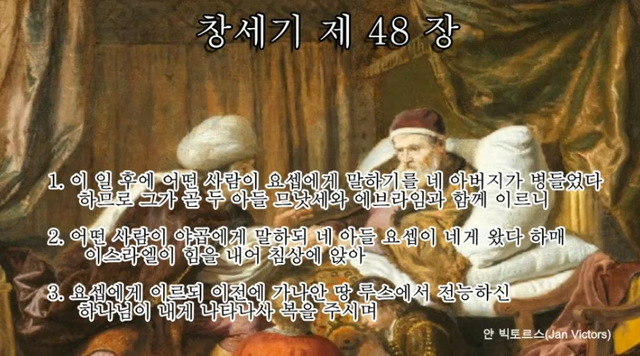 창세기 제 48 장
1. 이 일 후에 어떤 사람이 요셉에게 말하기를 네 아버지가 병들었다
하므로 그가 곧 두 아들 므낫세와 에브라임과 함께 이르니
2. 어떤 사람이 야곱에게 말하되 네 아들 요셉이 네게 왔다 하매
이스라엘이 힘을 내어 침상에 앉아
3. 요셉에게 이르되 이전에 가나안 땅 루스에서 전능하신
하나님이 내게 나타나사 복을 주시며
얀 빅토르스(Jan Victors)